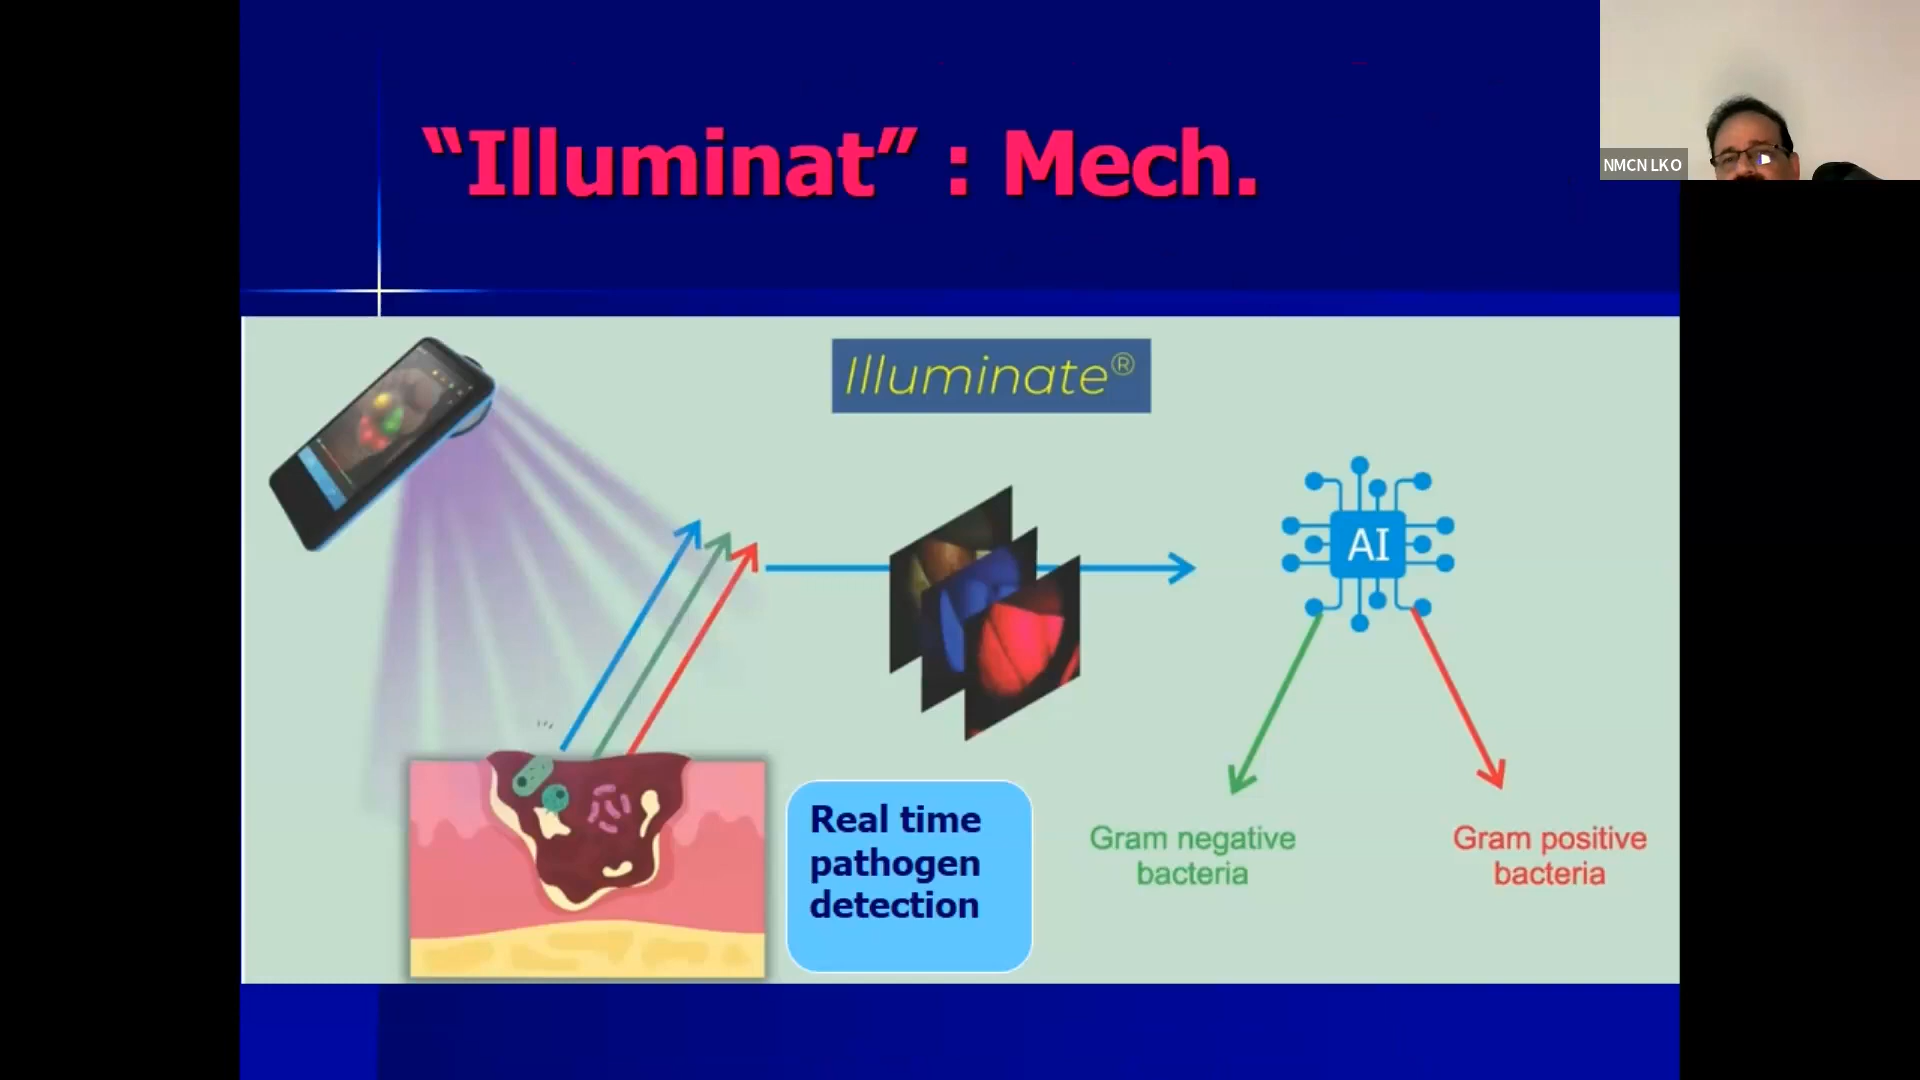 “Illuminat” : Mech.
NMCN LKO
Illuminate®
AI
Real time
pathogen
detection
Gram negative
bacteria
Gram positive
bacteria